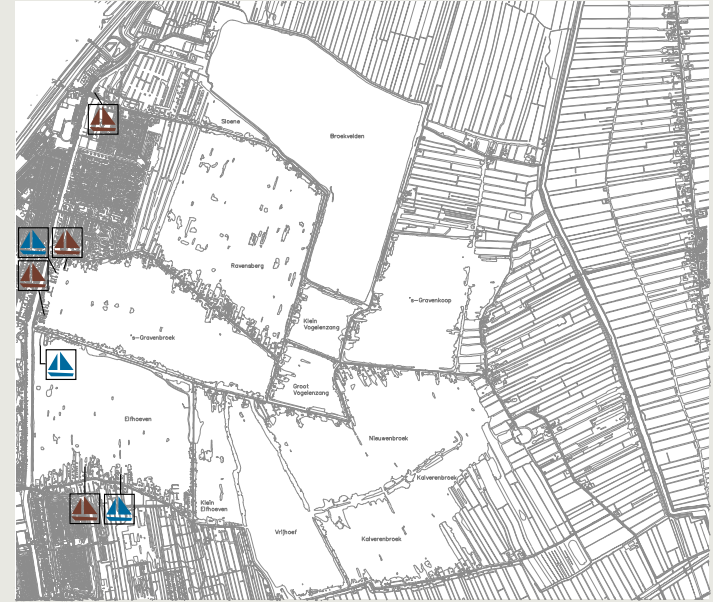 Sloene
Broekvelden
Ravensberg
's-Gravenkoop
Klein
Vogelenzang
's-Gravenbroek
Groot
Vogelenzang
Elfhoeven
Nieuwenbroek
Kalverenbroek
Klein
Elfhoeven
Vrijhoef
Kalverenbroek